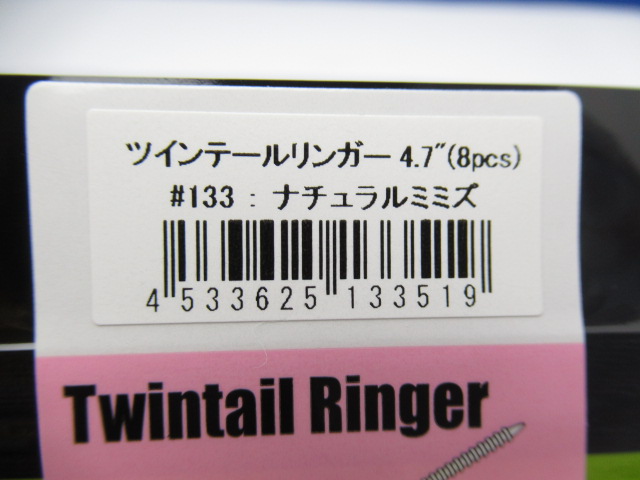 ツインテールリンガー 4.7"(8pcs)
#133 : ナチュラルミミズ
4 533625 133519
Twintail Ringer